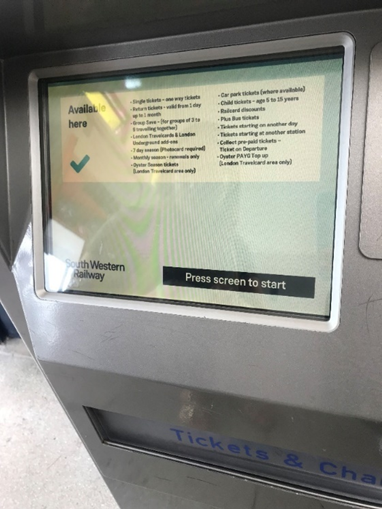 Available
here
- Single tickets - one way tickets
- Return tickets - valid from 1 day
up to 1 month
- Group Save - (for groups of 3 to
9 travelling together)
- London Travelcards & London
Underground add-ons
- 7 day season (Photocard required)
- Monthly season - renewals only
- Oyster Season tickets
(London Travelcard area only)
- Car park tickets (where available)
- Child tickets - age 5 to 15 years
- Railcard discounts
- Plus Bus tickets
- Tickets starting on another day
- Tickets starting at another station
- Collect pre-paid tickets -
Ticket on Departure
- Oyster PAYG Top up
(London Travelcard area only)
South Western
Railway
Press screen to start
Tickets &